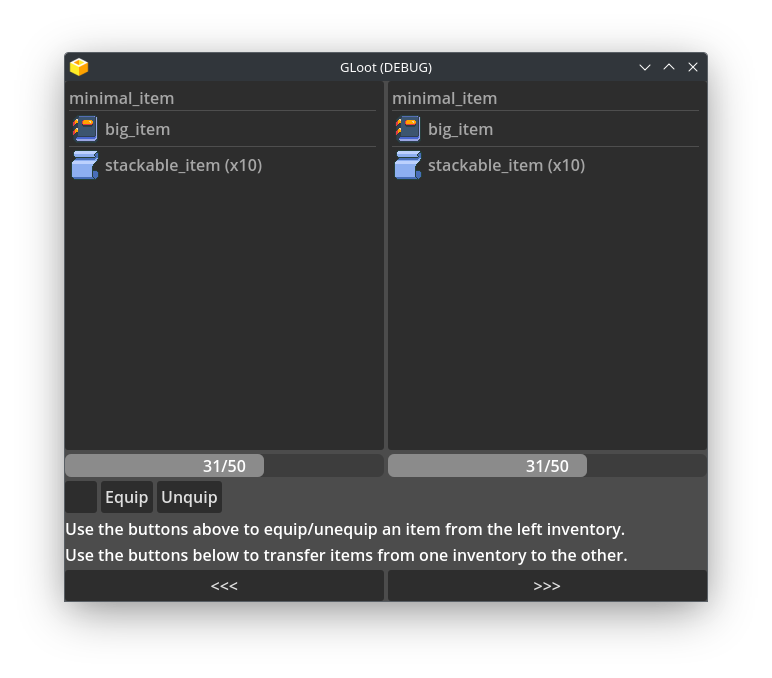 GLoot (DEBUG)
minimal_item
big_item
stackable_item (x10)
31/50
minimal_item
big_item
stackable_item (x10)
31/50
Equip Unquip
Use the buttons above to equip/unequip an item from the left inventory.
Use the buttons below to transfer items from one inventory to the other.
<<< >>>